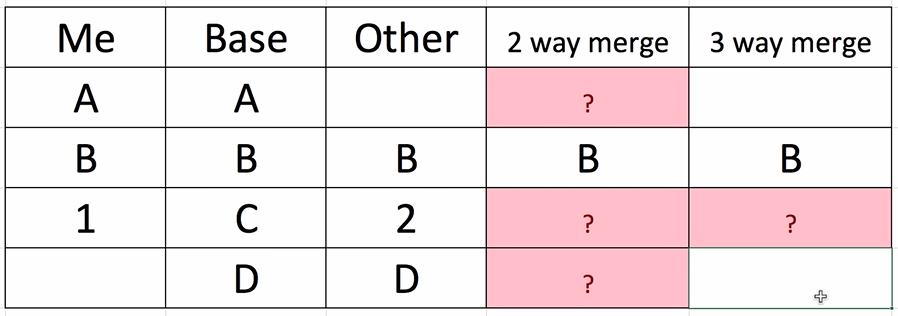 Me Base Other 2 way merge 3 way merge
A A ?
B B B B B
1 C 2 ? ?
D D ?